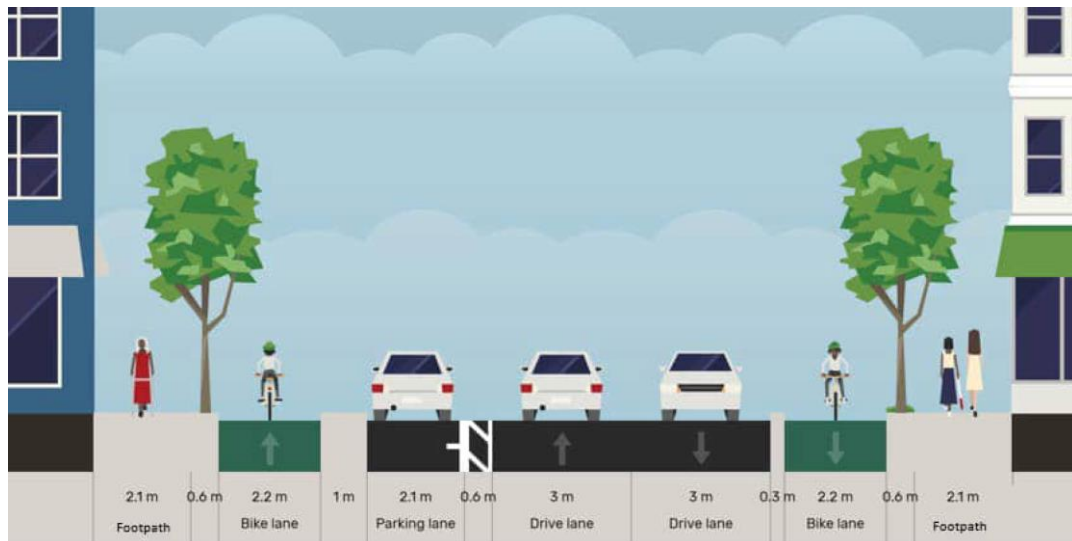 2.1 m 0.6 m 2.2 m 1 m 2.1 m 0.6 m 3 m 3 m 0.3 m 2.2 m 0.6 m 2.1 m
Footpath Bike lane Parking lane Drive lane Drive lane Bike lane Footpath